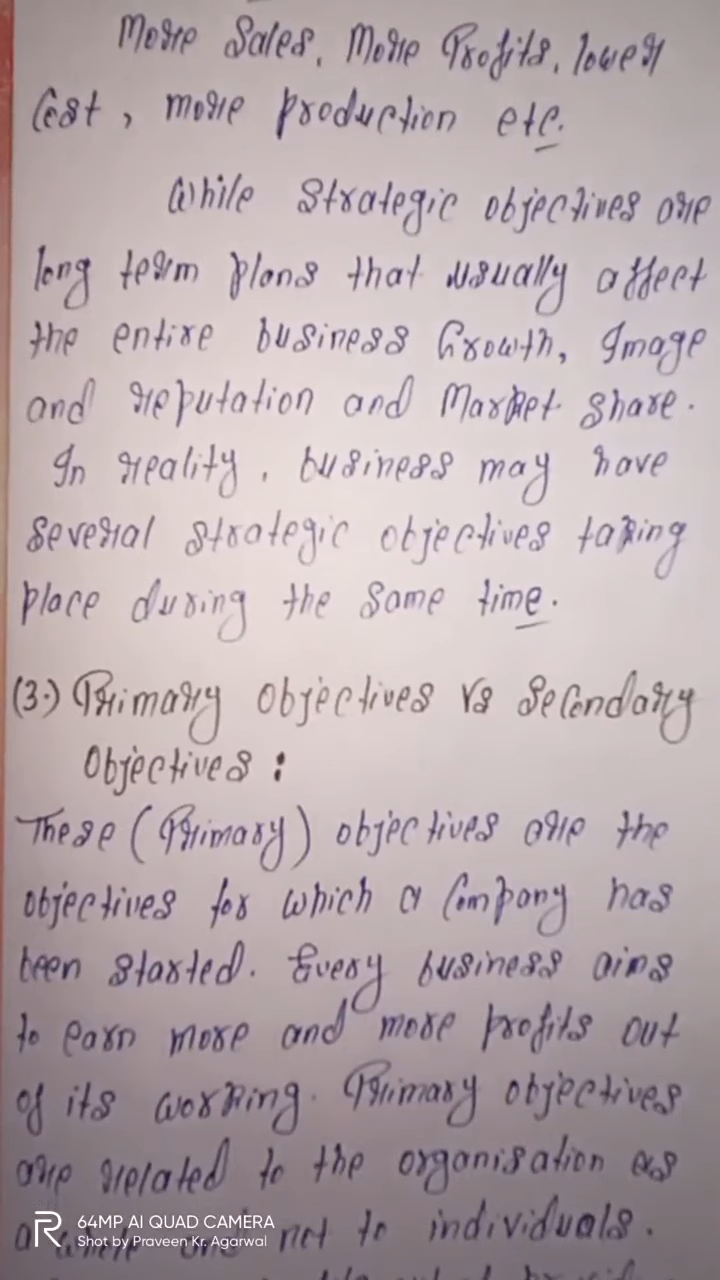 More Sales, More Profits, lower
Cost, more production etc.
While Strategic objectives are
long term plans that usually affect
the entire business Growth, Image
and reputation and Market Share.
In reality, business may have
several strategic objectives taking
place during the same time.
(3.) Primary Objectives Vs Secondary
Objectives :
These (Primary) objectives are the
objectives for which a Company has
been started. Every business aims
to earn more and more profits out
of its working. Primary objectives
are related to the organisation as
a whole and not to individuals.
64MP AI QUAD CAMERA
Shot by Praveen Kr. Agarwal